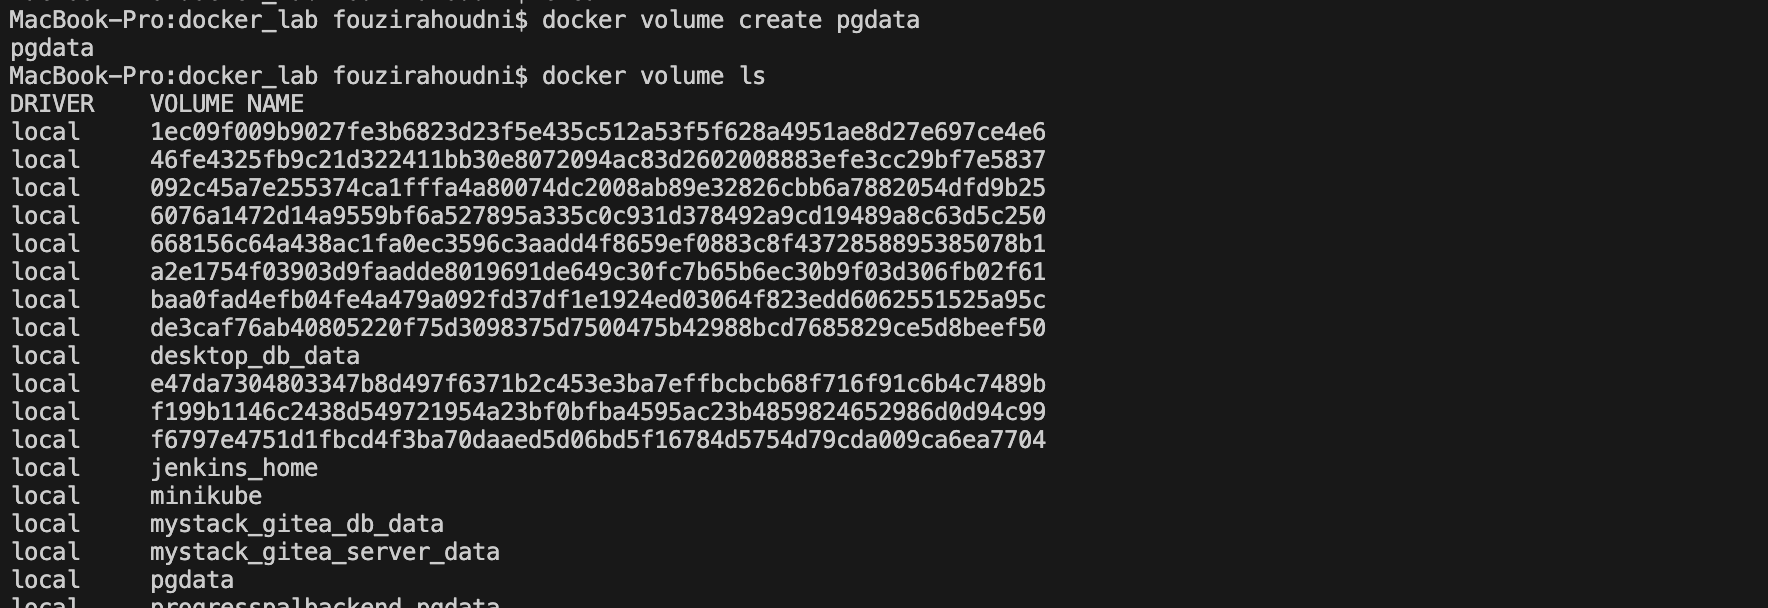 MacBook-Pro:docker_lab fouzirahoudni$ docker volume create pgdata
pgdata
MacBook-Pro:docker_lab fouzirahoudni$ docker volume ls
DRIVER    VOLUME NAME
local     1ec09f009b9027fe3b6823d23f5e435c512a53f5f628a4951ae8d27e697ce4e6
local     46fe4325fb9c21d322411bb30e8072094ac83d2602008883efe3cc29bf7e5837
local     092c45a7e255374ca1fffa4a80074dc2008ab89e32826cbb6a7882054dfd9b25
local     6076a1472d14a9559bf6a527895a335c0c931d378492a9cd19489a8c63d5c250
local     668156c64a438ac1fa0ec3596c3aadd4f8659ef0883c8f4372858895385078b1
local     a2e1754f03903d9faadde8019691de649c30fc7b65b6ec30b9f03d306fb02f61
local     baa0fad4efb04fe4a479a092fd37df1e1924ed03064f823edd6062551525a95c
local     de3caf76ab40805220f75d3098375d7500475b42988bcd7685829ce5d8beef50
local     desktop_db_data
local     e47da7304803347b8d497f6371b2c453e3ba7effbcbcb68f716f91c6b4c7489b
local     f199b1146c2438d549721954a23bf0bfba4595ac23b4859824652986d0d94c99
local     f6797e4751d1fbcd4f3ba70daaed5d06bd5f16784d5754d79cda009ca6ea7704
local     jenkins_home
local     minikube
local     mystack_gitea_db_data
local     mystack_gitea_server_data
local     pgdata
local     progresspalbackend_pgdata